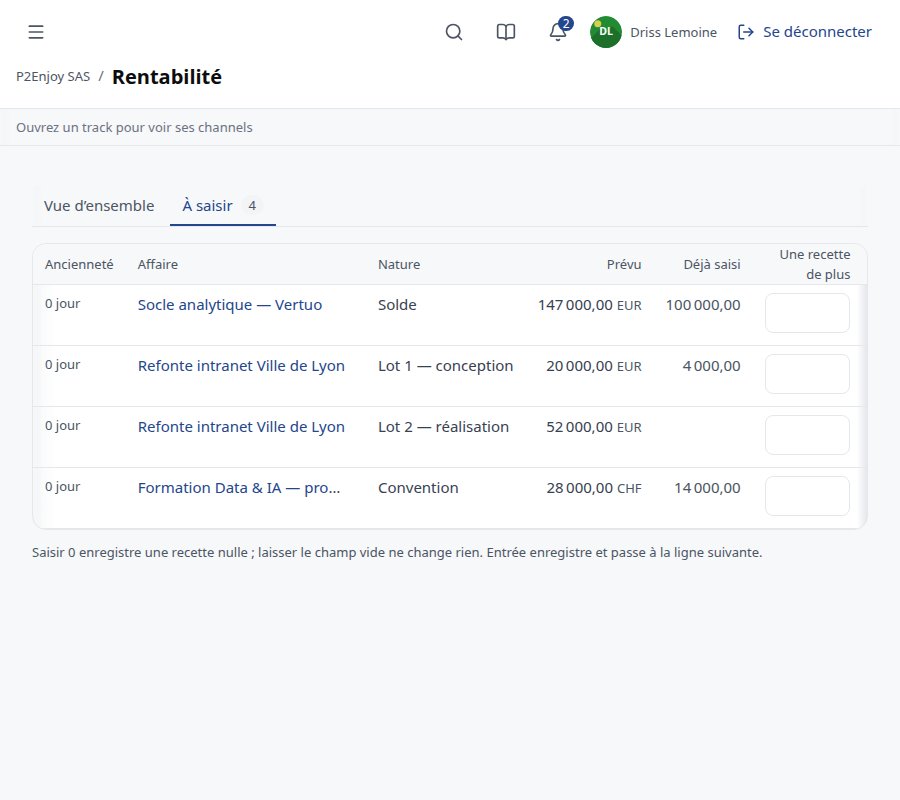 2
DL
Driss Lemoine
Se déconnecter
P2Enjoy SAS / Rentabilité
Ouvrez un track pour voir ses channels
Vue d’ensemble
À saisir 4
Ancienneté Affaire Nature Prévu Déjà saisi Une recette de plus
0 jour Socle analytique — Vertuo Solde 147 000,00 EUR 100 000,00
0 jour Refonte intranet Ville de Lyon Lot 1 — conception 20 000,00 EUR 4 000,00
0 jour Refonte intranet Ville de Lyon Lot 2 — réalisation 52 000,00 EUR
0 jour Formation Data & IA — pro… Convention 28 000,00 CHF 14 000,00
Saisir 0 enregistre une recette nulle ; laisser le champ vide ne change rien. Entrée enregistre et passe à la ligne suivante.